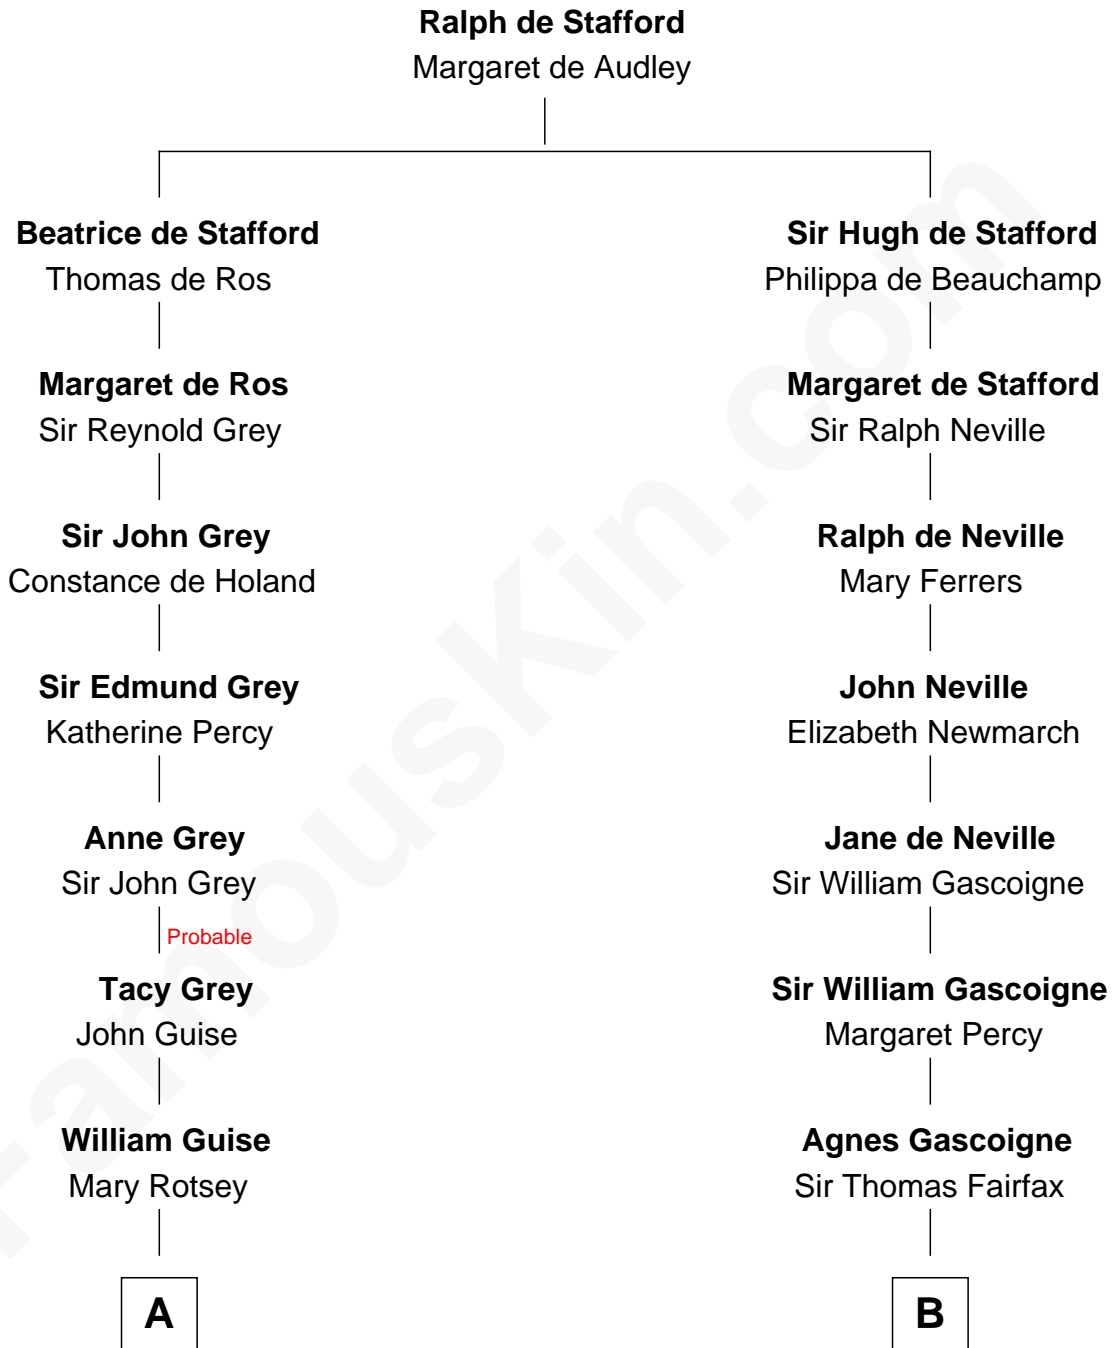 Ralph de Stafford
Margaret de Audley
Beatrice de Stafford
Thomas de Ros
Margaret de Ros
Sir Reynold Grey
Sir John Grey
Constance de Holand
Sir Edmund Grey
Katherine Percy
Anne Grey
Sir John Grey
Probable
Tacy Grey
John Guise
William Guise
Mary Rotsey
A
Sir Hugh de Stafford
Philippa de Beauchamp
Margaret de Stafford
Sir Ralph Neville
Ralph de Neville
Mary Ferrers
John Neville
Elizabeth Newmarch
Jane de Neville
Sir William Gascoigne
Sir William Gascoigne
Margaret Percy
Agnes Gascoigne
Sir Thomas Fairfax
B
FamousKin.com